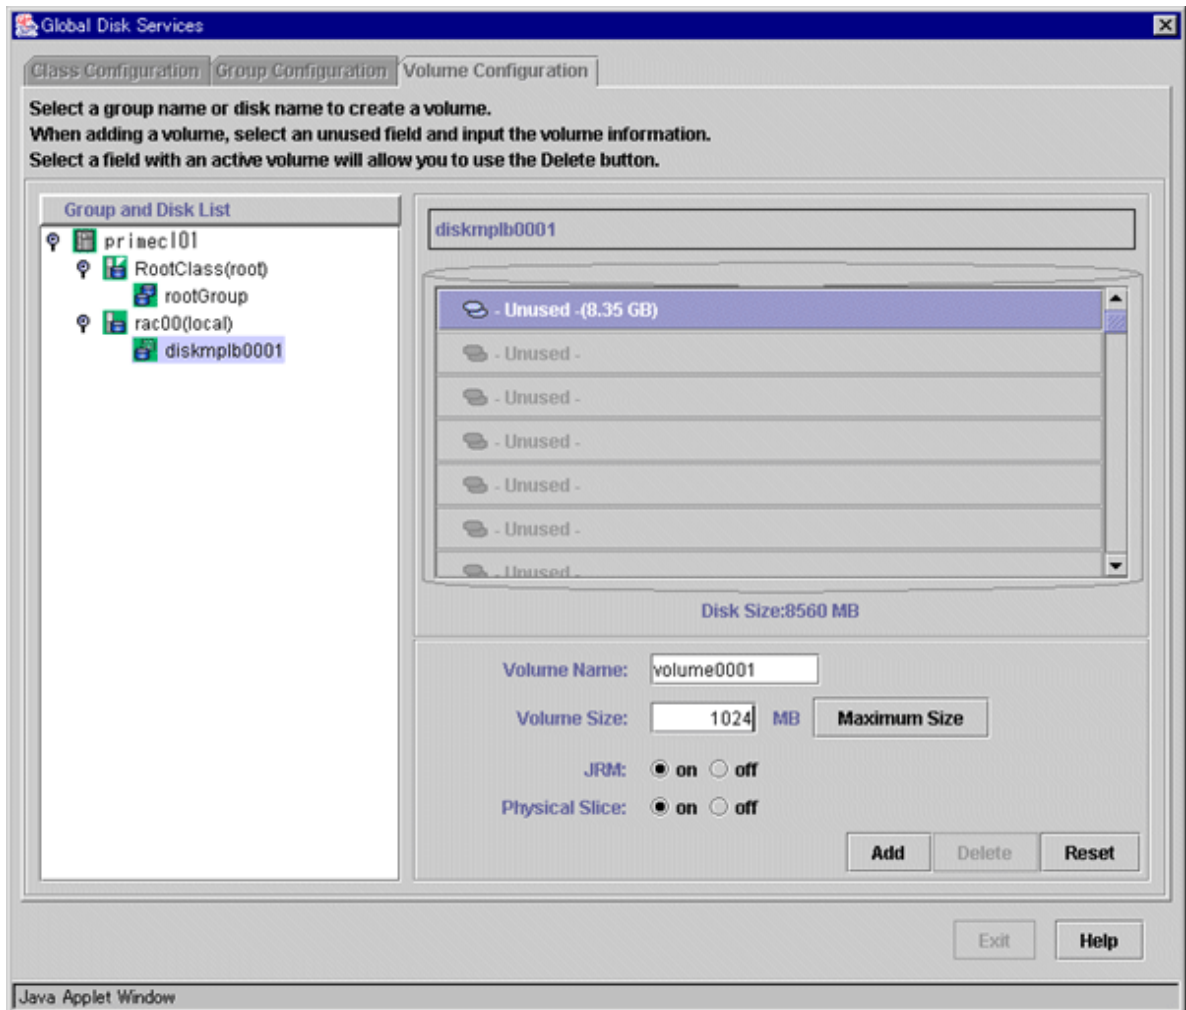 Global Disk Services
Class Configuration Group Configuration Volume Configuration
Select a group name or disk name to create a volume.
When adding a volume, select an unused field and input the volume information.
Select a field with an active volume will allow you to use the Delete button.
Group and Disk List
primecl01
RootClass(root)
rootGroup
rac00(local)
diskmplb0001
diskmplb0001
- Unused -(8.35 GB)
- Unused -
- Unused -
- Unused -
- Unused -
- Unused -
- Unused -
Disk Size:8560 MB
Volume Name: volume0001
Volume Size: 1024 MB Maximum Size
JRM: on off
Physical Slice: on off
Add Delete Reset
Exit Help
Java Applet Window